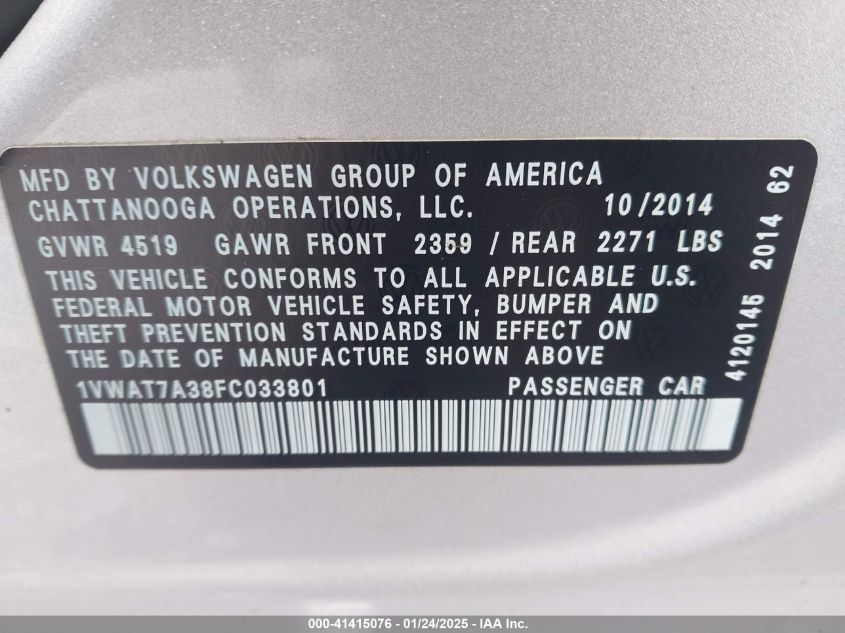 MFD BY VOLKSWAGEN GROUP OF AMERICA
CHATTANOOGA OPERATIONS, LLC. 10/2014
GVWR 4519 GAWR FRONT 2359 / REAR 2271 LBS
THIS VEHICLE CONFORMS TO ALL APPLICABLE U.S.
FEDERAL MOTOR VEHICLE SAFETY, BUMPER AND
THEFT PREVENTION STANDARDS IN EFFECT ON
THE DATE OF MANUFACTURE SHOWN ABOVE
1VWAT7A38FC033801 PASSENGER CAR
4120145 2014 62
000-41415076 - 01/24/2025 - IAA Inc.